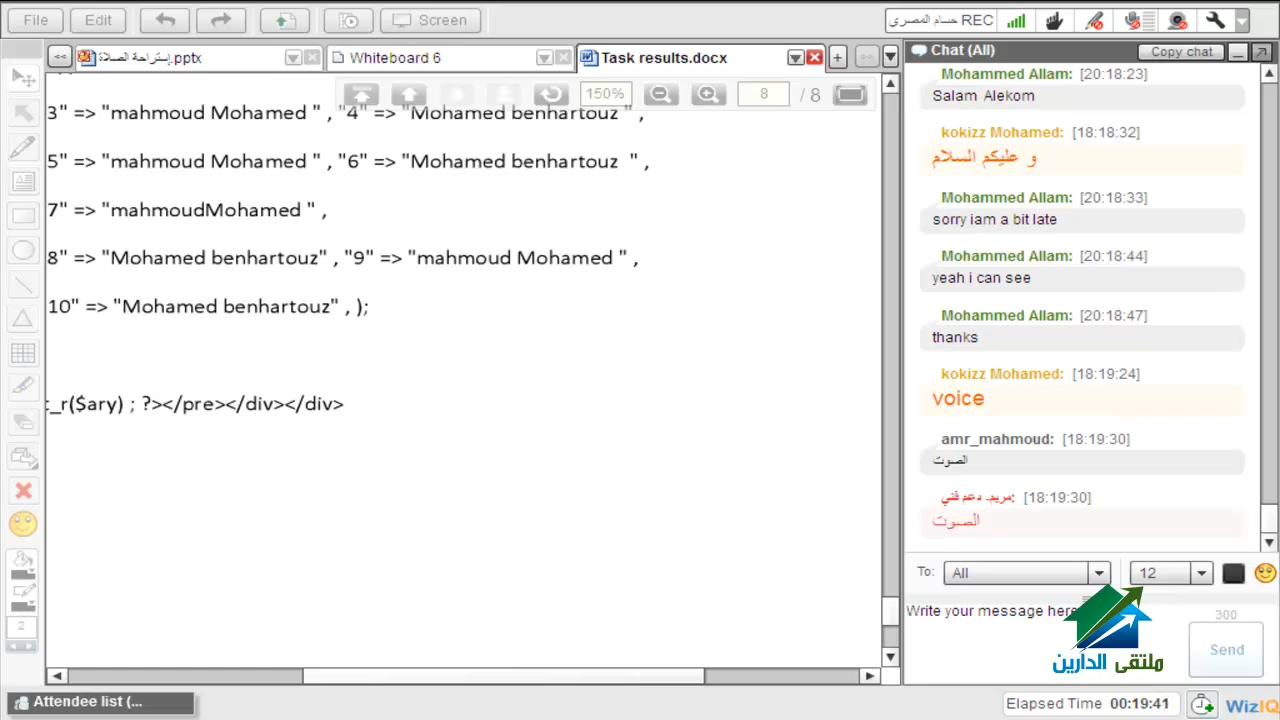 File
Edit
Screen
حسام المصري REC
إستراحة الصلاة.pptx
Whiteboard 6
Task results.docx
150%
8 / 8
3" => "mahmoud Mohamed " , "4" => "Mohamed benhartouz " ,
5" => "mahmoud Mohamed " , "6" => "Mohamed benhartouz  " ,
7" => "mahmoudMohamed " ,
8" => "Mohamed benhartouz" , "9" => "mahmoud Mohamed " ,
10" => "Mohamed benhartouz" , );
_r($ary) ; ?></pre></div></div>
2
Chat (All)
Copy chat
Mohammed Allam: [20:18:23]
Salam Alekom
kokizz Mohamed: [18:18:32]
و عليكم السلام
Mohammed Allam: [20:18:33]
sorry iam a bit late
Mohammed Allam: [20:18:44]
yeah i can see
Mohammed Allam: [20:18:47]
thanks
kokizz Mohamed: [18:19:24]
voice
amr_mahmoud: [18:19:30]
الصوت
مريم- دعم فني: [18:19:30]
الصوت
To: All
12
Write your message here
300
Send
ملتقى الدارين
Attendee list (...
Elapsed Time 00:19:41
WizIQ